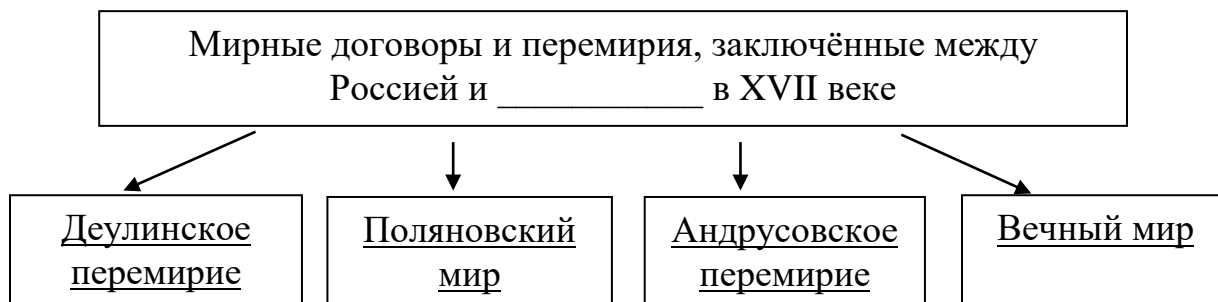 Мирные договоры и перемирия, заключённые между
Россией и ___________ в XVII веке
Деулинское
перемирие
Поляновский
мир
Андрусовское
перемирие
Вечный мир